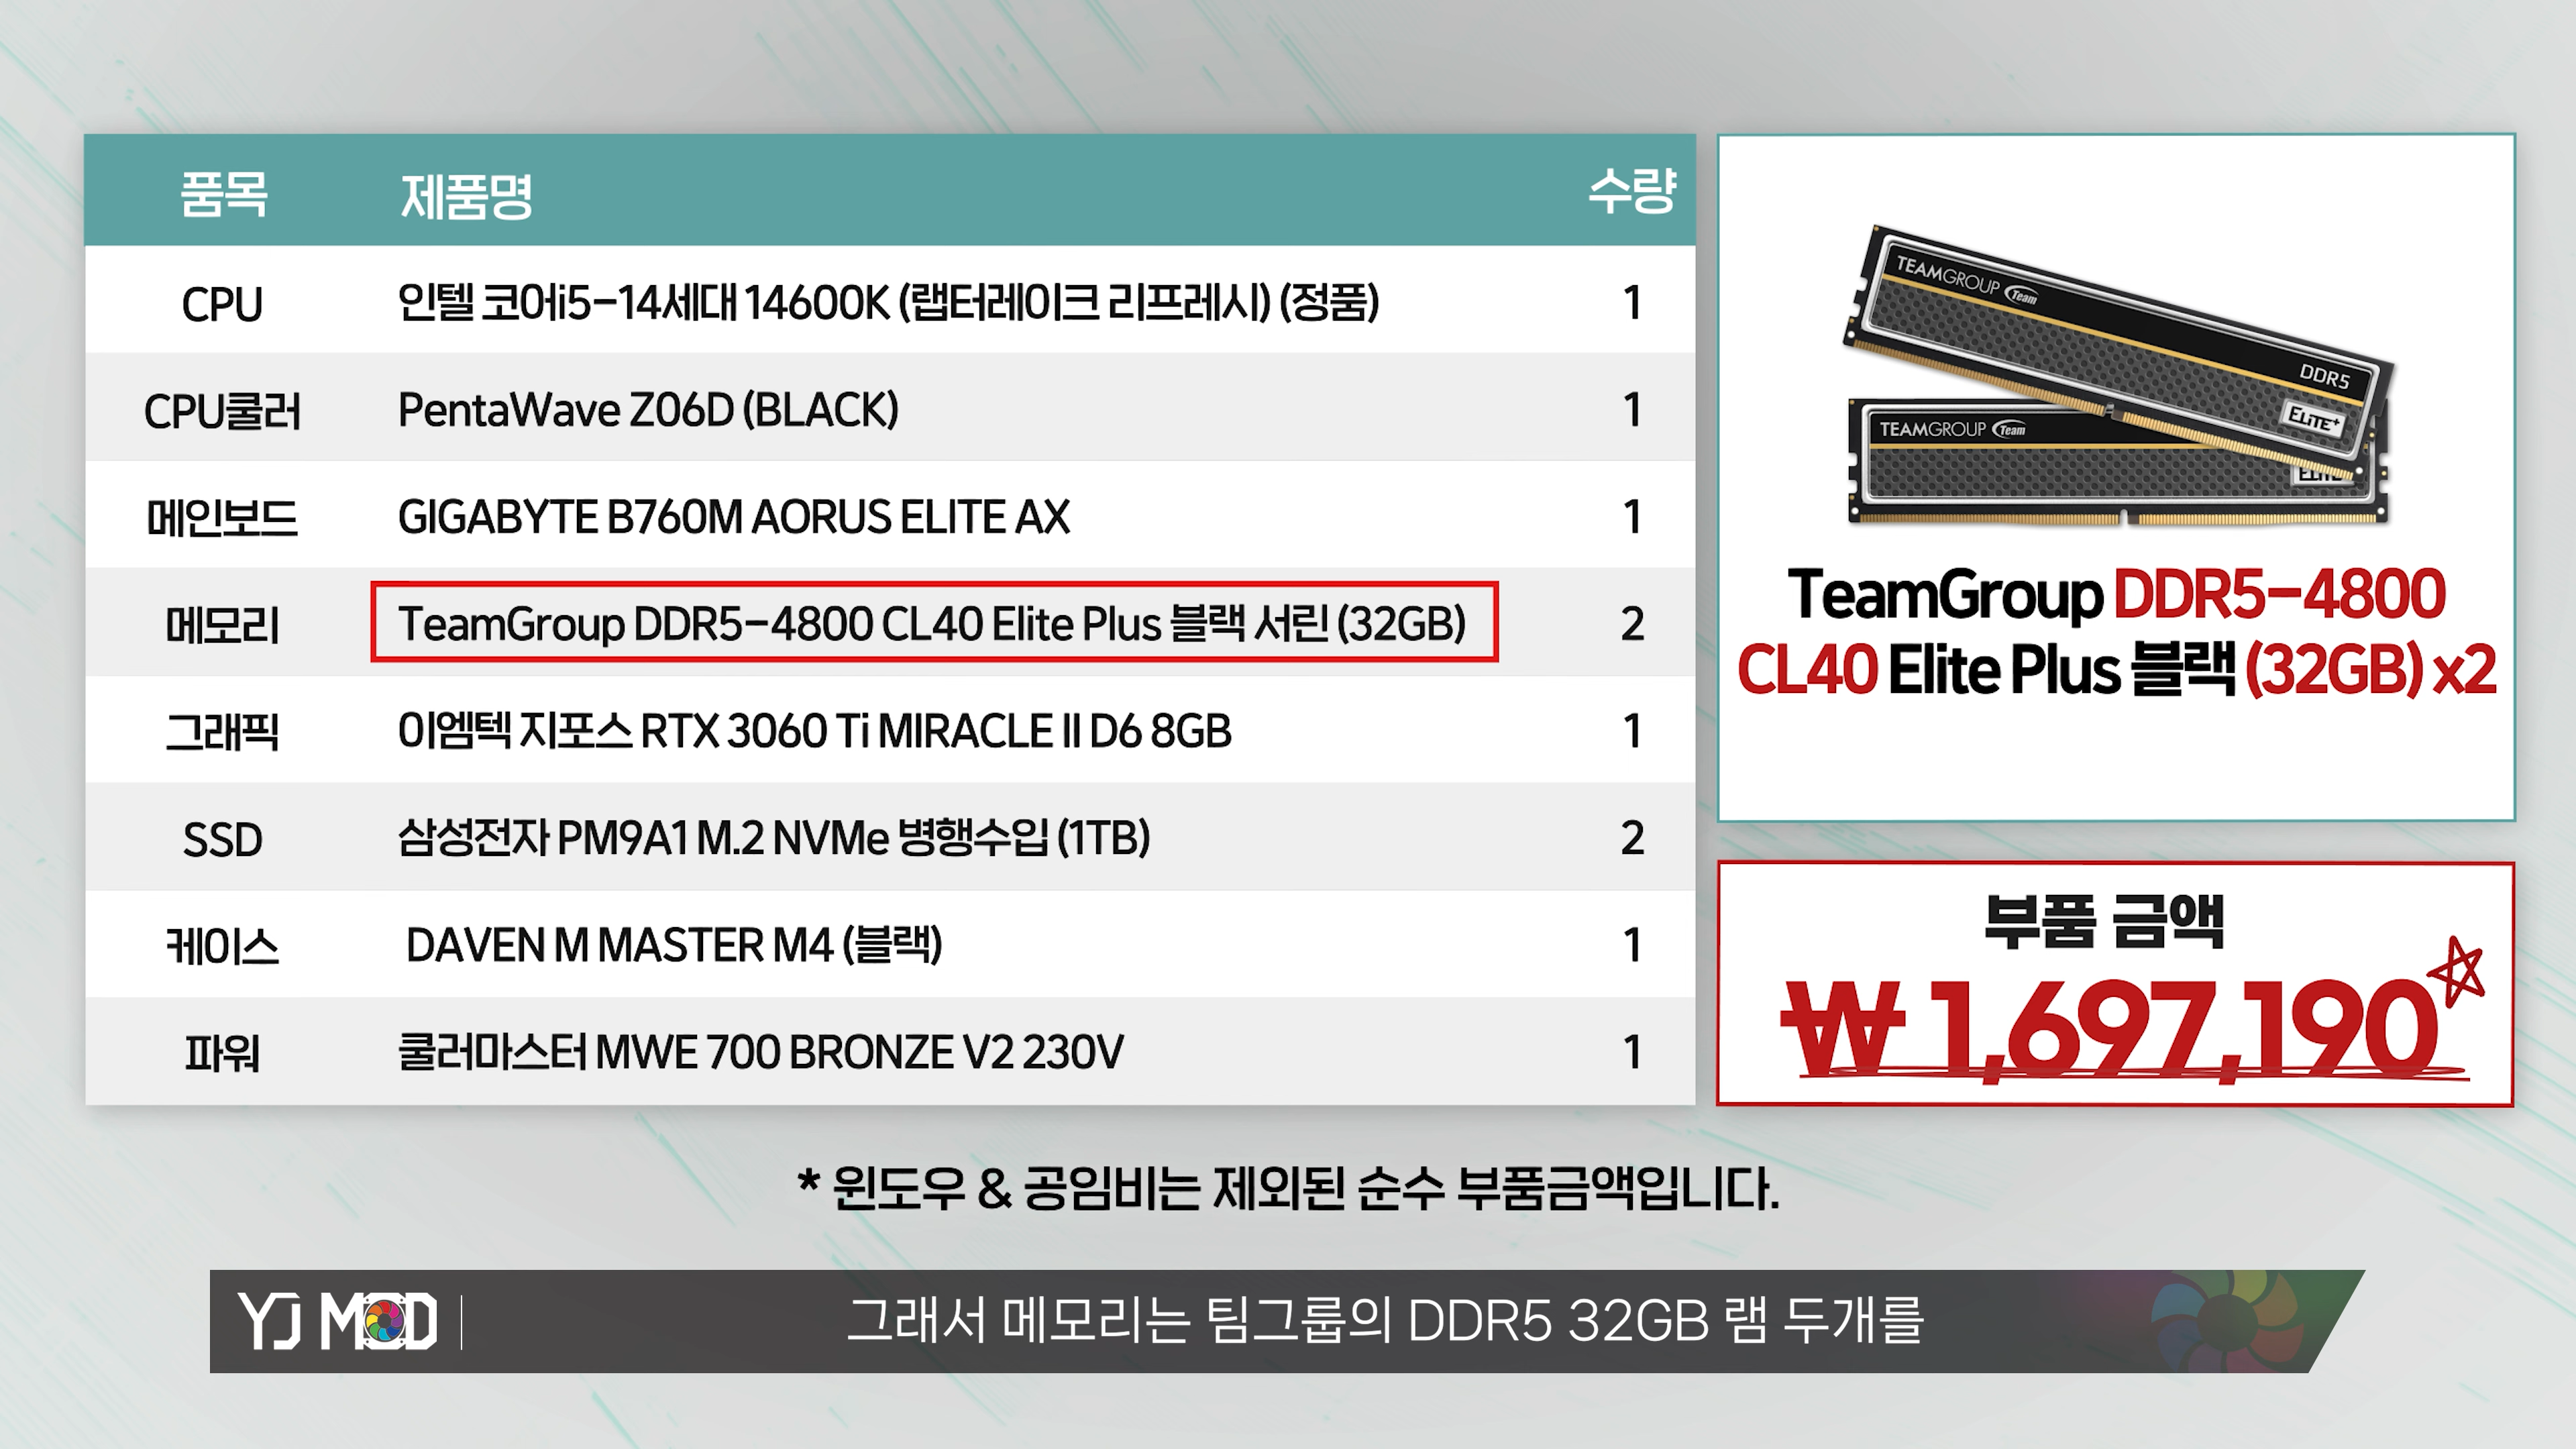 품목 제품명 수량
CPU 인텔 코어i5-14세대 14600K (랩터레이크 리프레시) (정품) 1
CPU쿨러 PentaWave Z06D (BLACK) 1
메인보드 GIGABYTE B760M AORUS ELITE AX 1
메모리 TeamGroup DDR5-4800 CL40 Elite Plus 블랙 서린 (32GB) 2
그래픽 이엠텍 지포스 RTX 3060 Ti MIRACLE II D6 8GB 1
SSD 삼성전자 PM9A1 M.2 NVMe 병행수입 (1TB) 2
케이스 DAVEN M MASTER M4 (블랙) 1
파워 쿨러마스터 MWE 700 BRONZE V2 230V 1
TEAMGROUP Team
DDR5
ELiTE+
TEAMGROUP Team
ELiTE
TeamGroup DDR5-4800
CL40 Elite Plus 블랙 (32GB) x2
부품 금액
₩ 1,697,190
* 윈도우 & 공임비는 제외된 순수 부품금액입니다.
YJ MOD
그래서 메모리는 팀그룹의 DDR5 32GB 램 두개를